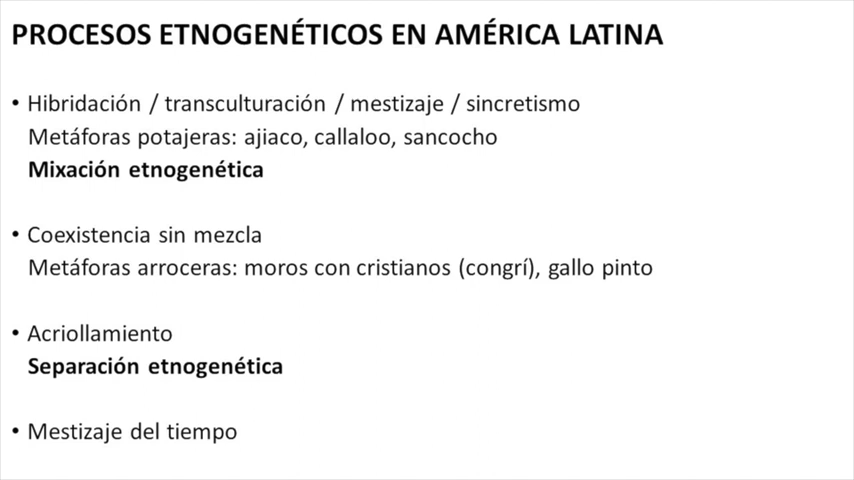 PROCESOS ETNOGENÉTICOS EN AMÉRICA LATINA
• Hibridación / transculturación / mestizaje / sincretismo
Metáforas potajeras: ajiaco, callaloo, sancocho
Mixación etnogenética
• Coexistencia sin mezcla
Metáforas arroceras: moros con cristianos (congrí), gallo pinto
• Acriollamiento
Separación etnogenética
• Mestizaje del tiempo